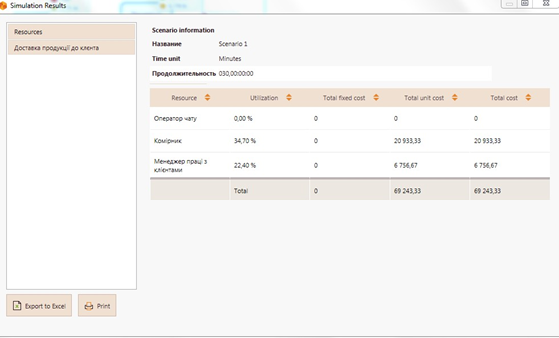 Simulation Results
Resources
Доставка продукції до клента
Scenario information
Название Scenario 1
Time unit Minutes
Продолжительность 030,00:00:00
Resource Utilization Total fixed cost Total unit cost Total cost
Оператор чату 0,00 % 0 0 0
Комірник 34,70 % 0 20 933,33 20 933,33
Менеджер праці з клієнтами 22,40 % 0 6 756,67 6 756,67
Total 0 69 243,33 69 243,33
Export to Excel Print